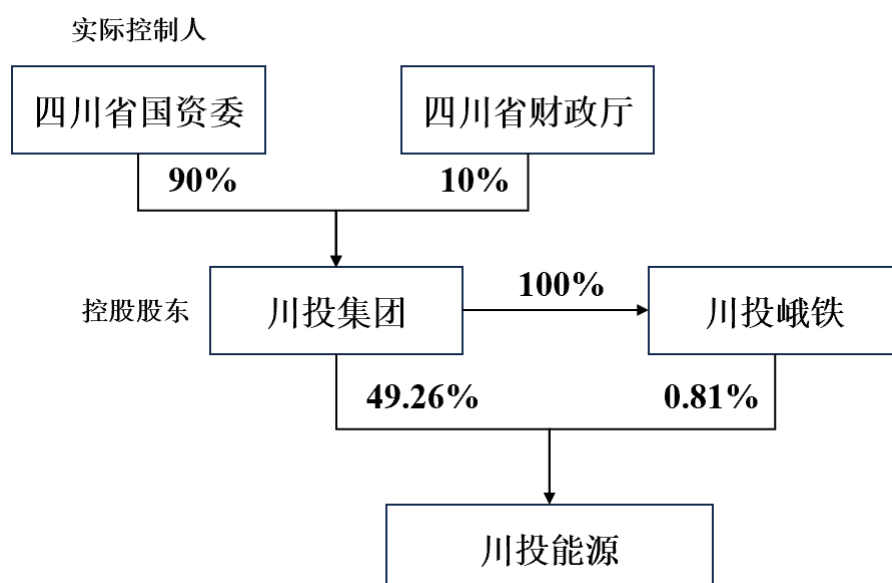 实际控制人
四川省国资委
四川省财政厅
90%
10%
控股股东
川投集团
100%
川投峨铁
49.26%
0.81%
川投能源